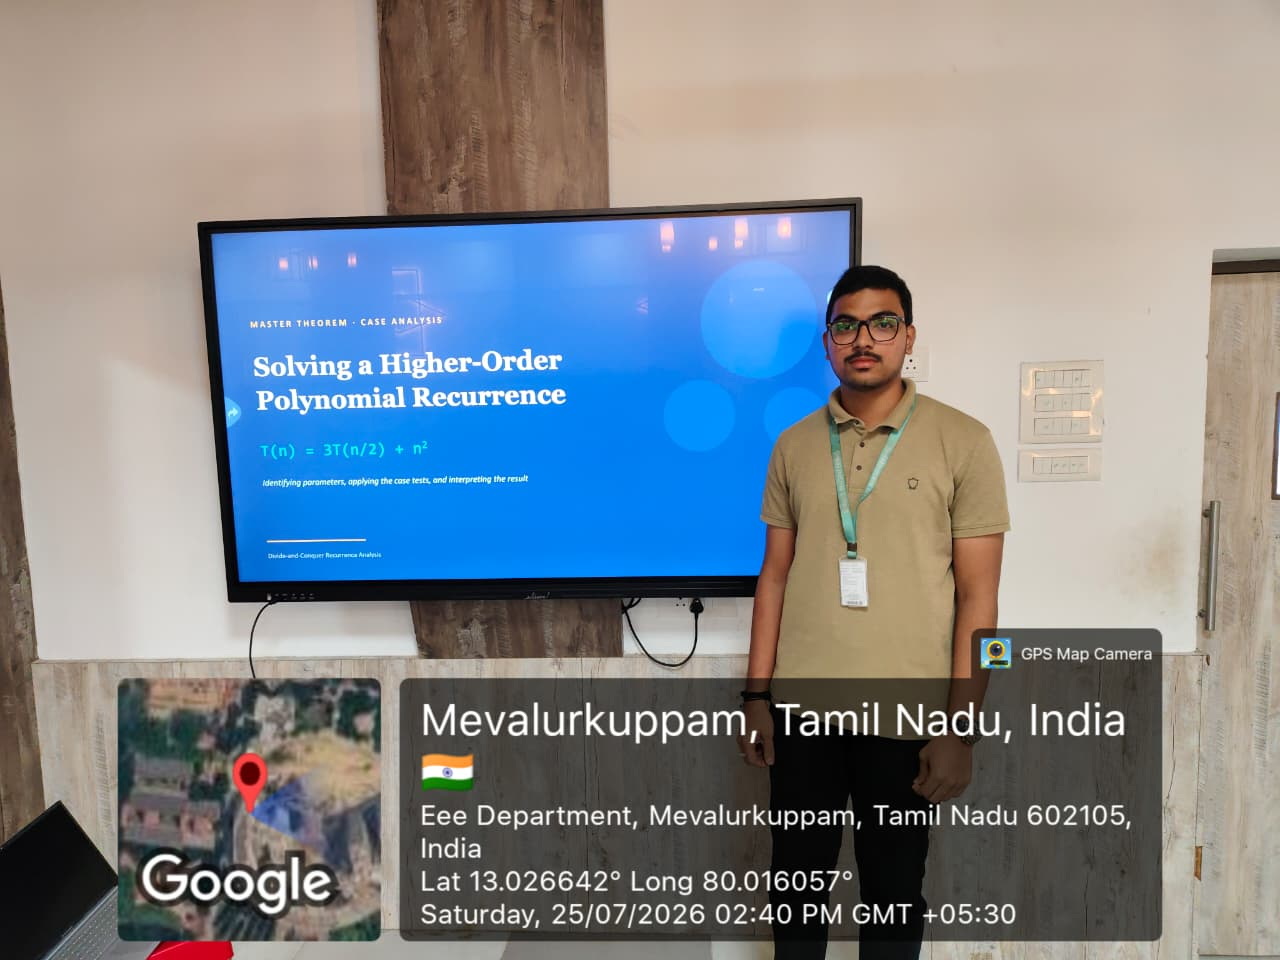 MASTER THEOREM · CASE ANALYSIS
Solving a Higher-Order
Polynomial Recurrence
T(n) = 3T(n/2) + n²
Identifying parameters, applying the case tests, and interpreting the result
Divide-and-Conquer Recurrence Analysis
GPS Map Camera
Mevalurkuppam, Tamil Nadu, India
Eee Department, Mevalurkuppam, Tamil Nadu 602105,
India
Lat 13.026642° Long 80.016057°
Saturday, 25/07/2026 02:40 PM GMT +05:30
Google